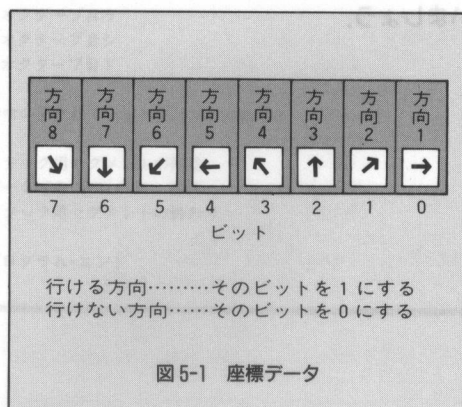 方向8 方向7 方向6 方向5 方向4 方向3 方向2 方向1
7 6 5 4 3 2 1 0
ビット
行ける方向………そのビットを1にする
行けない方向……そのビットを0にする
図5-1 座標データ